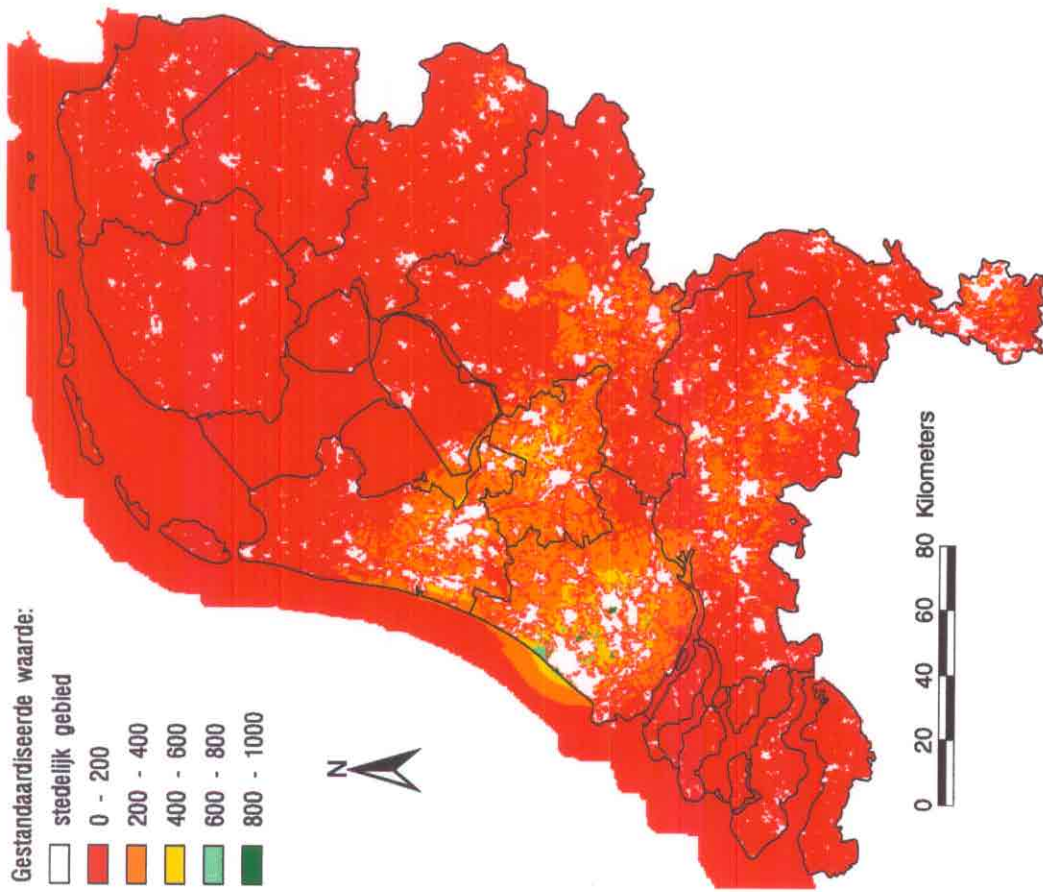 Gestandaardiseerde waarde:
stedelijk gebied
0 - 200
200 - 400
400 - 600
600 - 800
800 - 1000
N
0 20 40 60 80 Kilometers